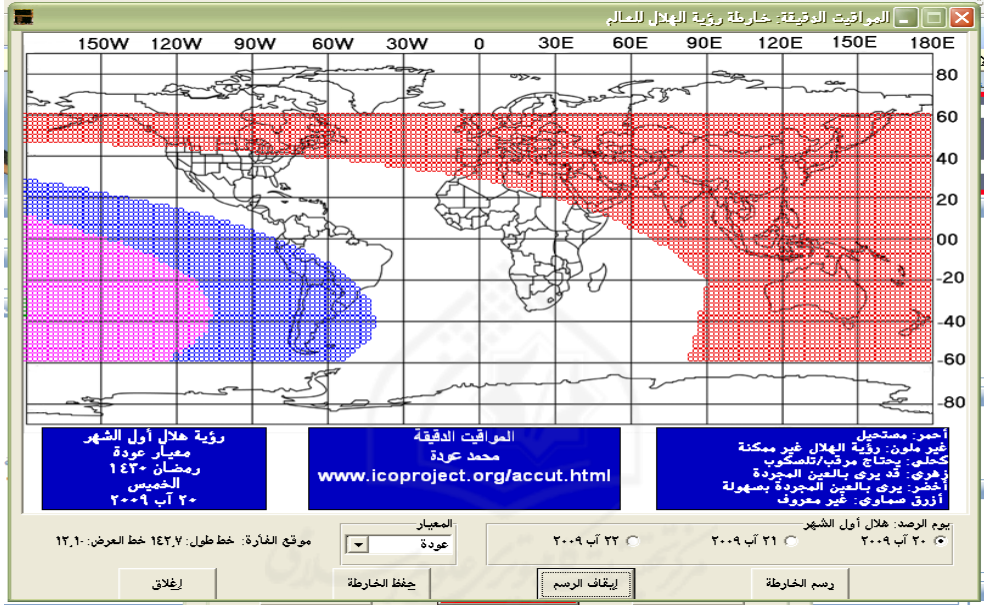 المواقيت الدقيقة: خارطة رؤية الهلال للعالم
150W 120W 90W 60W 30W 0 30E 60E 90E 120E 150E 180E
80
60
40
20
00
-20
-40
-60
-80
رؤية هلال أول الشهر
معيار عودة
رمضان ١٤٣٠
الخميس
٢٠ آب ٢٠٠٩
المواقيت الدقيقة
محمد عودة
www.icoproject.org/accut.html
أحمر: مستحيل
غير ملون: رؤية الهلال غير ممكنة
كحلي: يحتاج مرقب/تلسكوب
زهري: قد يرى بالعين المجردة
أخضر: يرى بالعين المجردة بسهولة
أزرق سماوي: غير معروف
يوم الرصد: هلال أول الشهر
٢٠ آب ٢٠٠٩ ٢١ آب ٢٠٠٩ ٢٢ آب ٢٠٠٩
المعيار
عودة
موقع الفأرة: خط طول: ١٤٢,٧ خط العرض: ١٢,١٠
رسم الخارطة
إيقاف الرسم
حفظ الخارطة
إغلاق